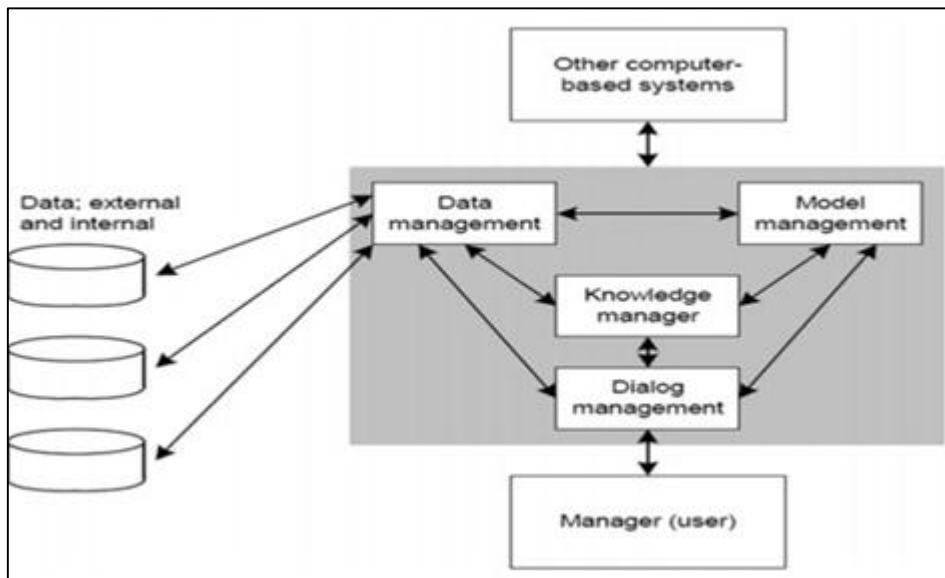 Other computer-
based systems
Data; external
and internal
Data
management
Model
management
Knowledge
manager
Dialog
management
Manager (user)